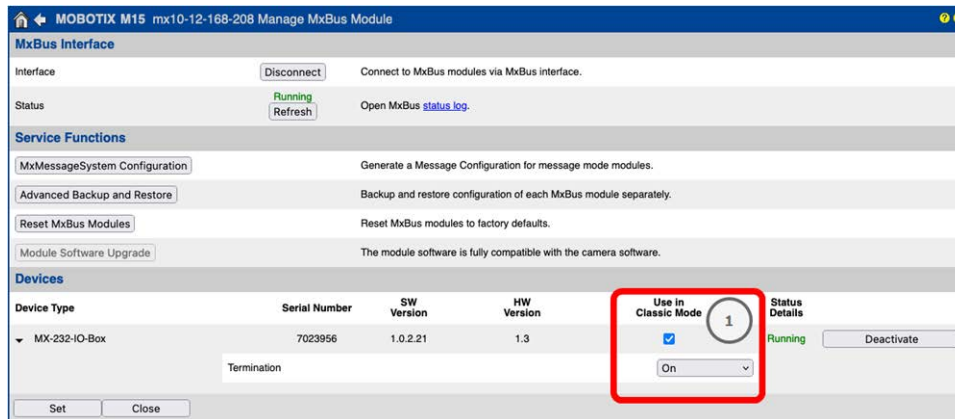 MOBOTIX M15 mx10-12-168-208 Manage MxBus Module
MxBus Interface
Interface Disconnect Connect to MxBus modules via MxBus interface.
Status Running Refresh Open MxBus status log.
Service Functions
MxMessageSystem Configuration Generate a Message Configuration for message mode modules.
Advanced Backup and Restore Backup and restore configuration of each MxBus module separately.
Reset MxBus Modules Reset MxBus modules to factory defaults.
Module Software Upgrade The module software is fully compatible with the camera software.
Devices
Device Type Serial Number SW Version HW Version Use in Classic Mode 1 Status Details
MX-232-IO-Box 7023956 1.0.2.21 1.3 Running Deactivate
Termination On
Set Close